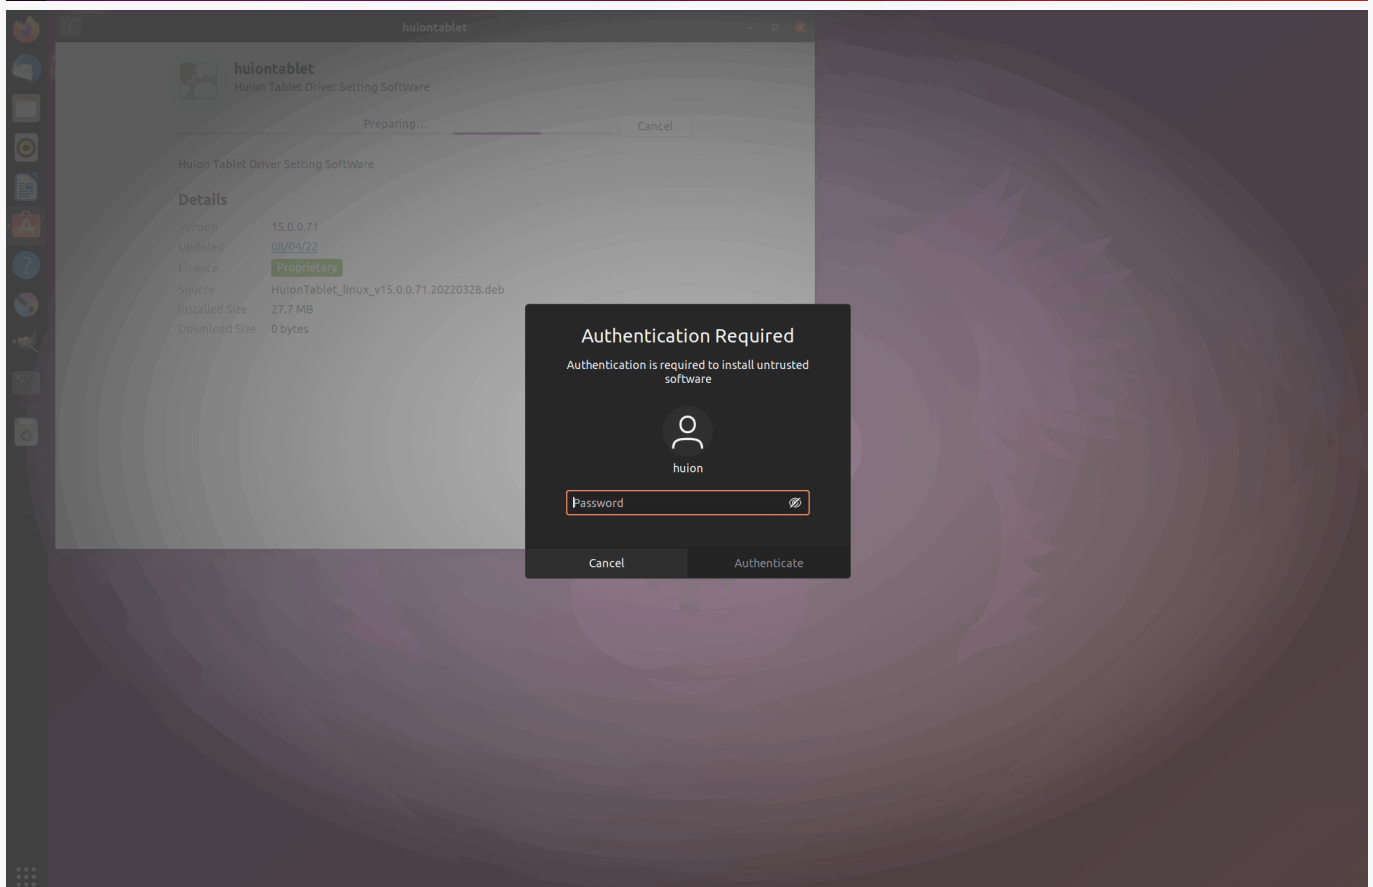 huiontablet
huiontablet
Huion Tablet Driver Setting SoftWare
Preparing...
Cancel
Huion Tablet Driver Setting SoftWare
Details
Version 15.0.0.71
Updated 08/04/22
Licence Proprietary
Source HuionTablet_linux_v15.0.0.71.20220328.deb
Installed Size 27.7 MB
Download Size 0 bytes
Authentication Required
Authentication is required to install untrusted
software
huion
Password
Cancel Authenticate